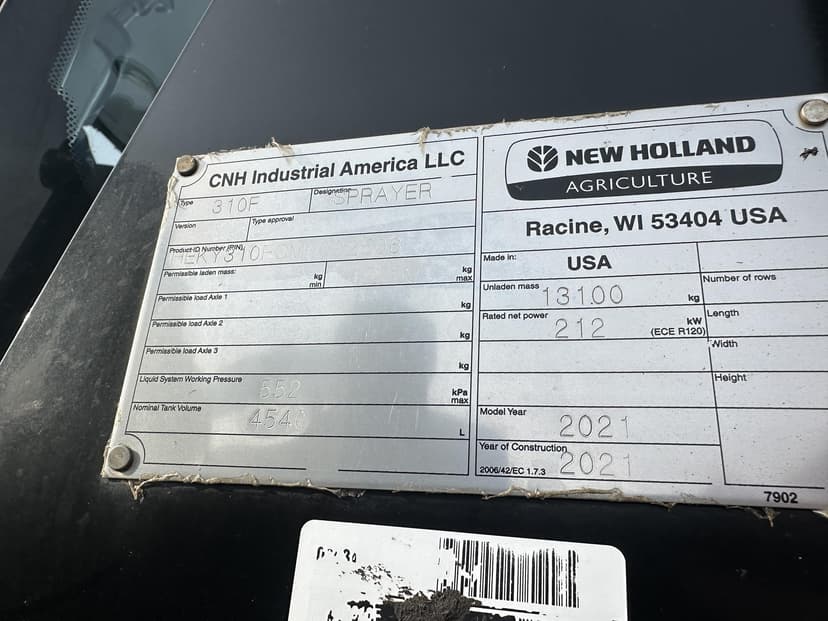 CNH Industrial America LLC
Type 310F
Designation SPRAYER
Version
Type approval
Product ID Number (PIN)
Permissible laden mass:
kg min
kg max
Permissible load Axle 1
kg
Permissible load Axle 2
kg
Permissible load Axle 3
kg
Liquid System Working Pressure 552 kPa max
Nominal Tank Volume
L
NEW HOLLAND
AGRICULTURE
Racine, WI 53404 USA
Made in: USA
Unladen mass 13100 kg
Number of rows
Rated net power 212 kW (ECE R120)
Length
Width
Height
Model Year 2021
Year of Construction
2006/42/EC 1.7.3 2021
7902